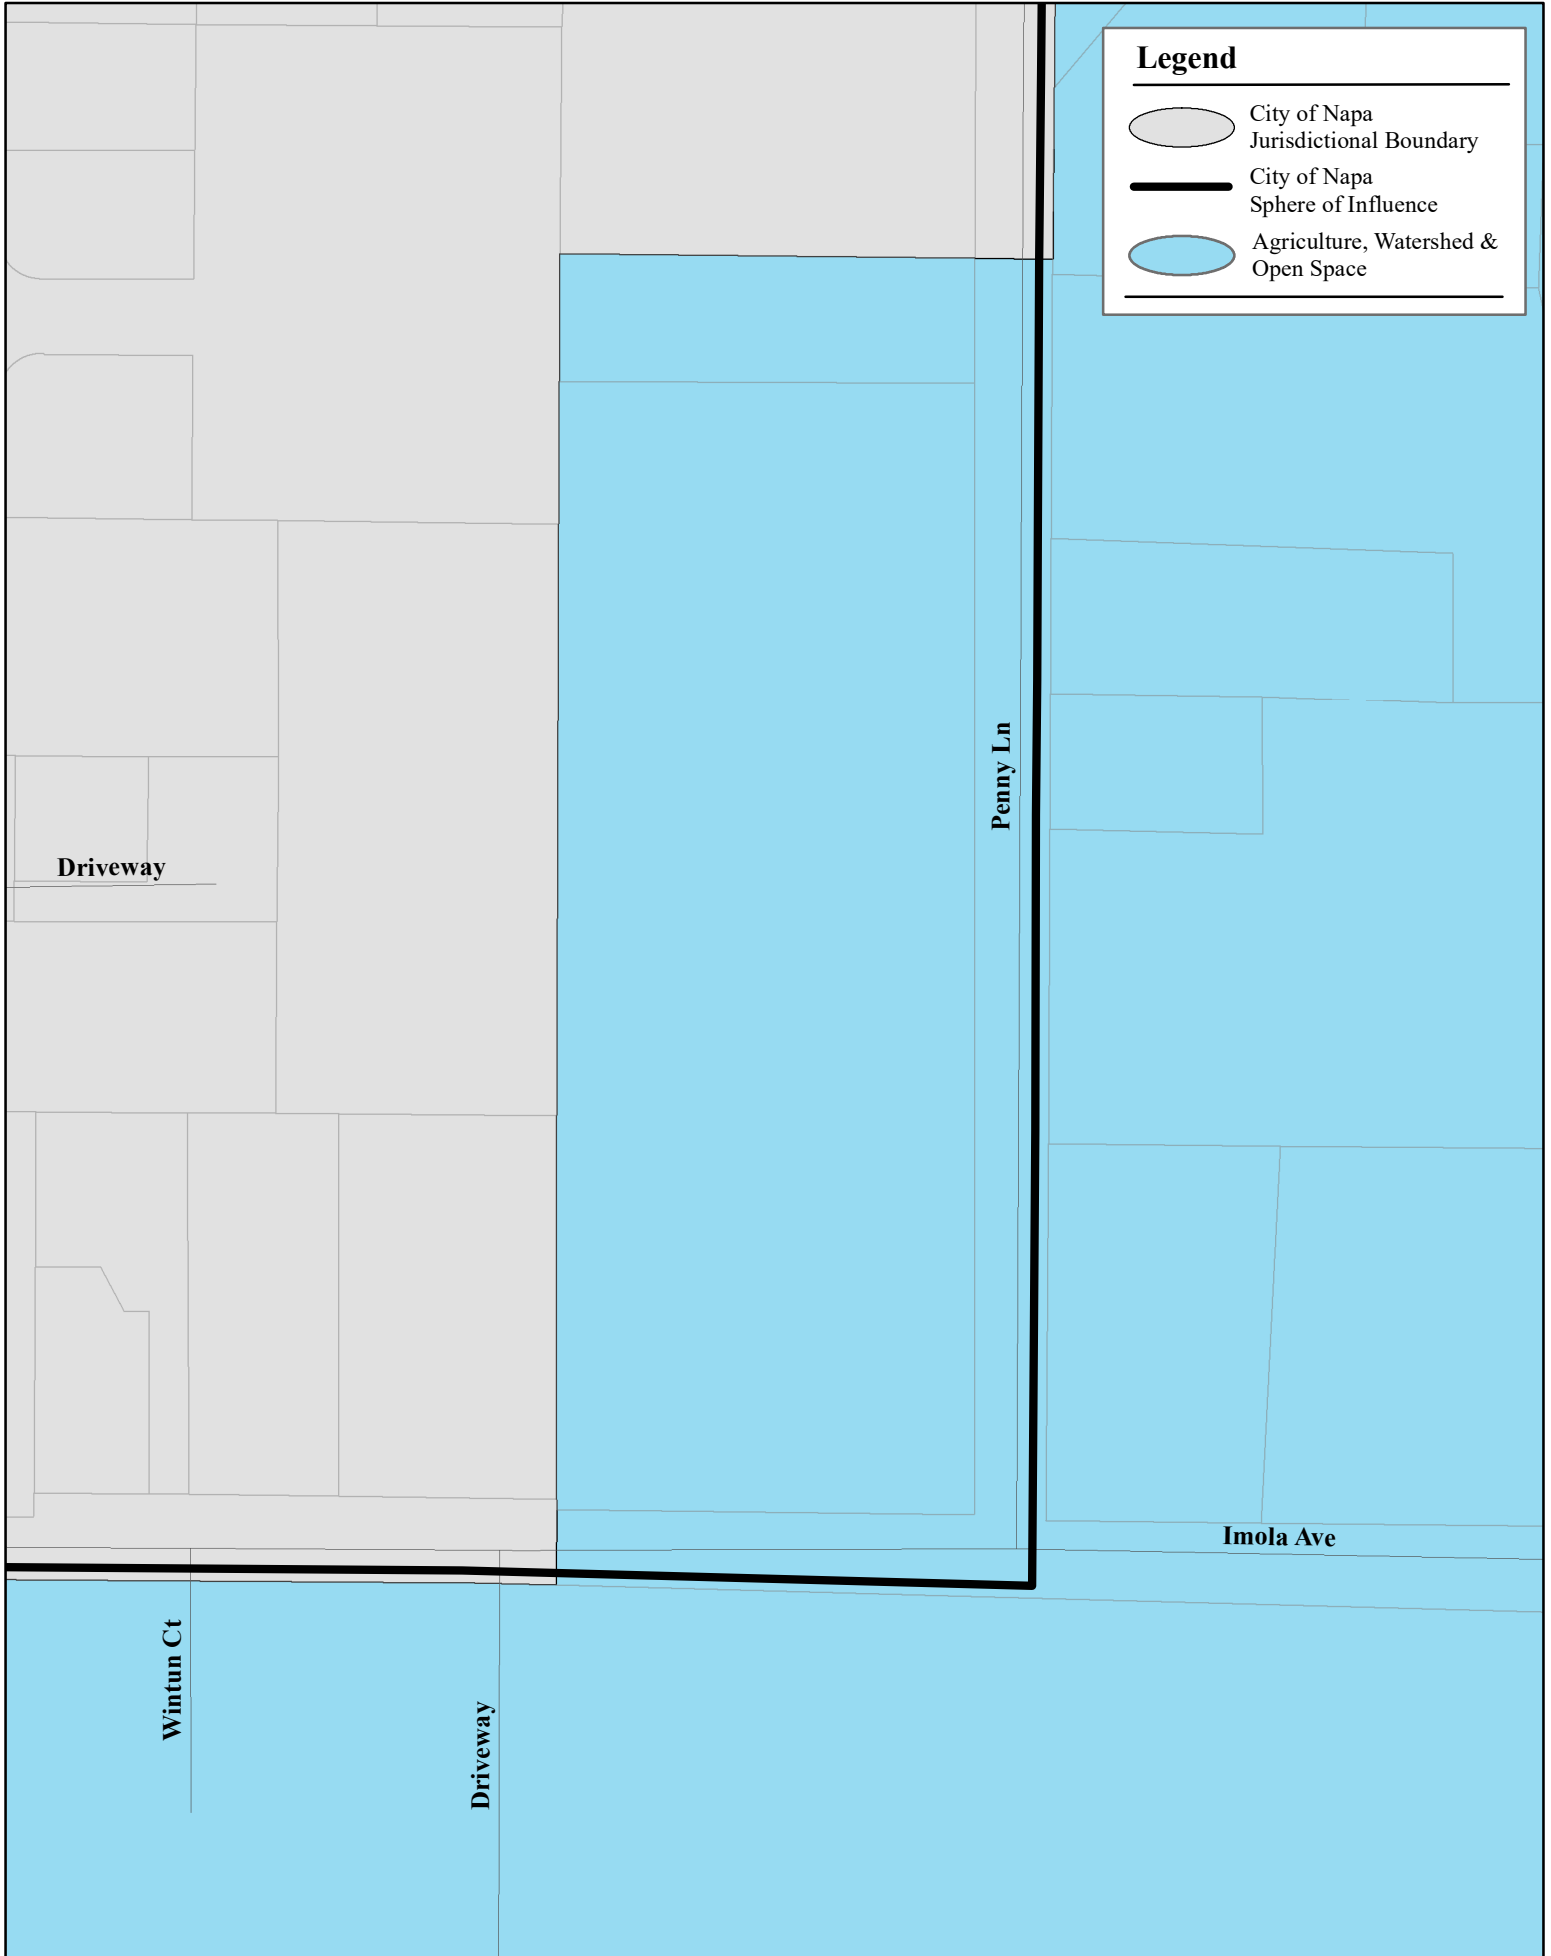 Legend
City of Napa
Jurisdictional Boundary
City of Napa
Sphere of Influence
Agriculture, Watershed &
Open Space
Penny Ln
Driveway
Imola Ave
Wintun Ct
Driveway